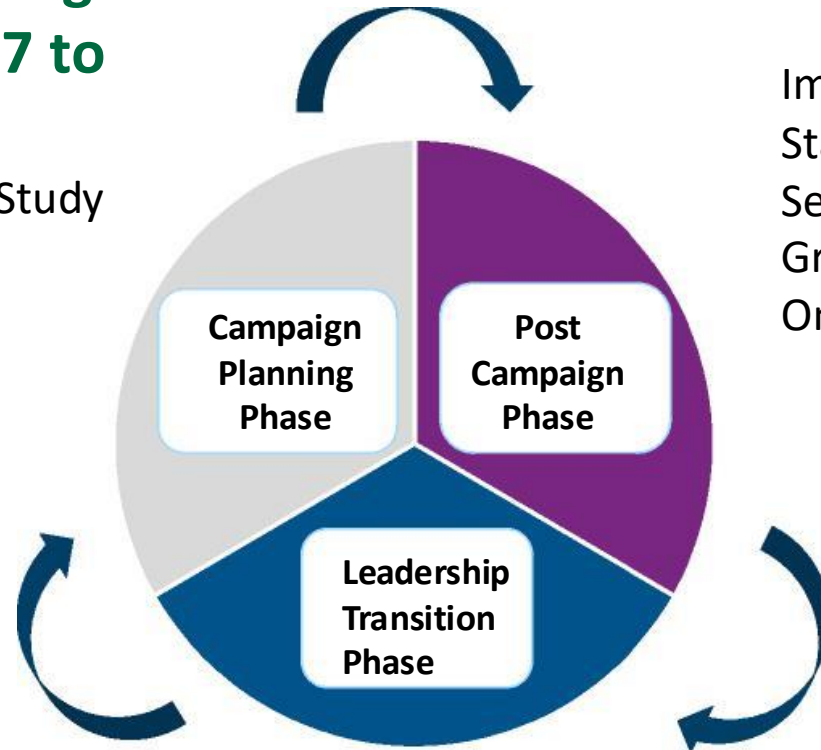 7 to
Study
Campaign
Planning
Phase
Post
Campaign
Phase
Leadership
Transition
Phase